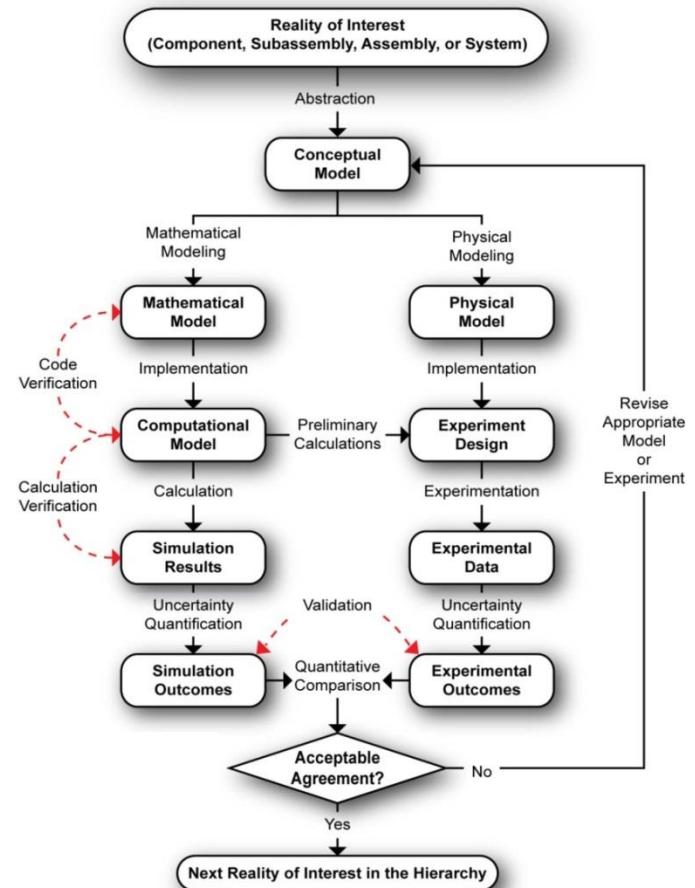 Reality of Interest
(Component, Subassembly, Assembly, or System)
Abstraction
Conceptual
Model
Mathematical
Modeling
Physical
Modeling
Mathematical
Model
Physical
Model
Code
Verification
Implementation
Implementation
Computational
Model
Preliminary
Calculations
Experiment
Design
Revise
Appropriate
Model
or
Experiment
Calculation
Verification
Calculation
Experimentation
Simulation
Results
Experimental
Data
Uncertainty
Quantification
Validation
Uncertainty
Quantification
Simulation
Outcomes
Quantitative
Comparison
Experimental
Outcomes
Acceptable
Agreement?
No
Yes
Next Reality of Interest in the Hierarchy